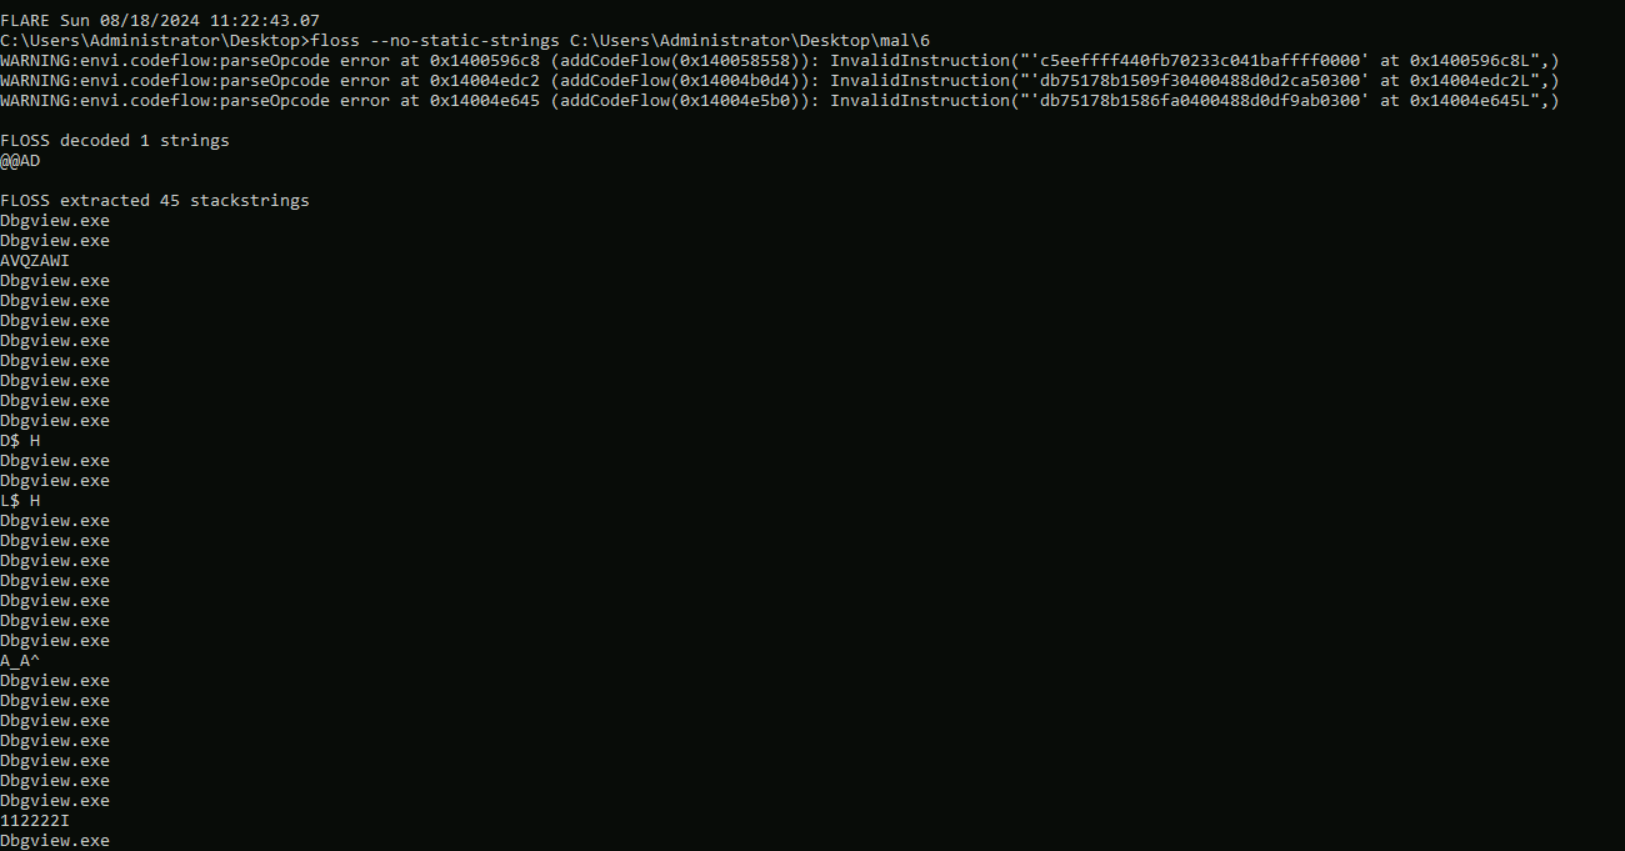 FLARE Sun 08/18/2024 11:22:43.07
C:\Users\Administrator\Desktop>floss --no-static-strings C:\Users\Administrator\Desktop\mal\6
WARNING:envi.codeflow:parseOpcode error at 0x1400596c8 (addCodeFlow(0x140058558)): InvalidInstruction("'c5eeffff440fb70233c041baffff0000' at 0x1400596c8L",)
WARNING:envi.codeflow:parseOpcode error at 0x14004edc2 (addCodeFlow(0x14004b0d4)): InvalidInstruction("'db75178b1509f30400488d0d2ca50300' at 0x14004edc2L",)
WARNING:envi.codeflow:parseOpcode error at 0x14004e645 (addCodeFlow(0x14004e5b0)): InvalidInstruction("'db75178b1586fa0400488d0df9ab0300' at 0x14004e645L",)
FLOSS decoded 1 strings
@@AD
FLOSS extracted 45 stackstrings
Dbgview.exe
Dbgview.exe
AVQZAWI
Dbgview.exe
Dbgview.exe
Dbgview.exe
Dbgview.exe
Dbgview.exe
Dbgview.exe
Dbgview.exe
Dbgview.exe
D$ H
Dbgview.exe
Dbgview.exe
L$ H
Dbgview.exe
Dbgview.exe
Dbgview.exe
Dbgview.exe
Dbgview.exe
Dbgview.exe
Dbgview.exe
A_A^
Dbgview.exe
Dbgview.exe
Dbgview.exe
Dbgview.exe
Dbgview.exe
Dbgview.exe
Dbgview.exe
112222I
Dbgview.exe